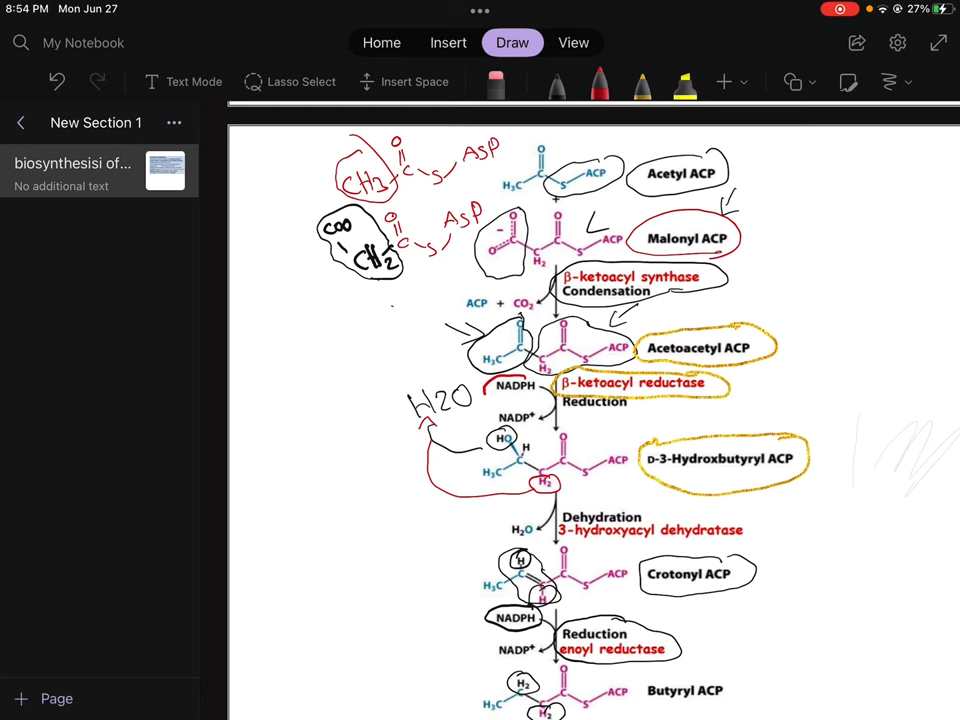 8:54 PM Mon Jun 27
27%
My Notebook
Home Insert Draw View
Text Mode Lasso Select Insert Space
New Section 1
biosynthesisi of...
No additional text
Page
CH3 C O S ASP
COO CH2 C O S ASP
O
H3C S ACP Acetyl ACP
+
O O
O H2 S ACP Malonyl ACP
β-ketoacyl synthase
Condensation
ACP + CO2
O O
H3C H2 S ACP Acetoacetyl ACP
NADPH β-ketoacyl reductase
Reduction
H2O
NADP+
HO H O
H3C H2 S ACP D-3-Hydroxbutyryl ACP
Dehydration
H2O 3-hydroxyacyl dehydratase
H O
H3C C C H S ACP Crotonyl ACP
NADPH
Reduction
NADP+ enoyl reductase
H2 O
H3C C C H2 S ACP Butyryl ACP